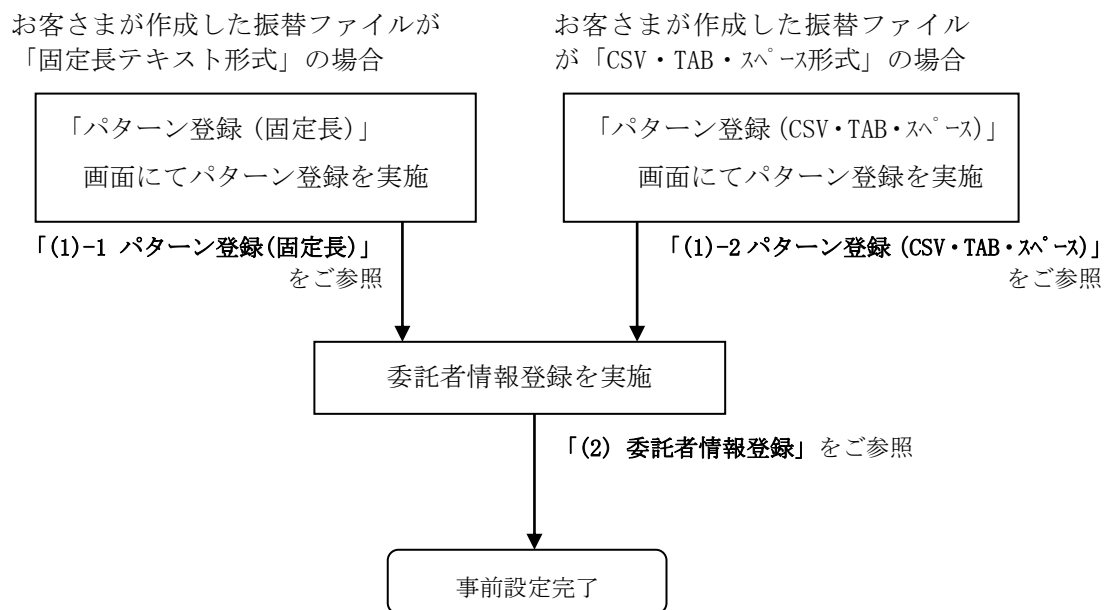 お客さまが作成した振替ファイルが
「固定長テキスト形式」の場合
「パターン登録（固定長）」
画面にてパターン登録を実施
「(1)-1 パターン登録(固定長)」
をご参照
お客さまが作成した振替ファイル
が「CSV・TAB・ｽﾍﾟｰｽ形式」の場合
「パターン登録（CSV・TAB・ｽﾍﾟｰｽ）」
画面にてパターン登録を実施
「(1)-2 パターン登録（CSV・TAB・ｽﾍﾟｰｽ)」
をご参照
委託者情報登録を実施
「(2) 委託者情報登録」をご参照
事前設定完了